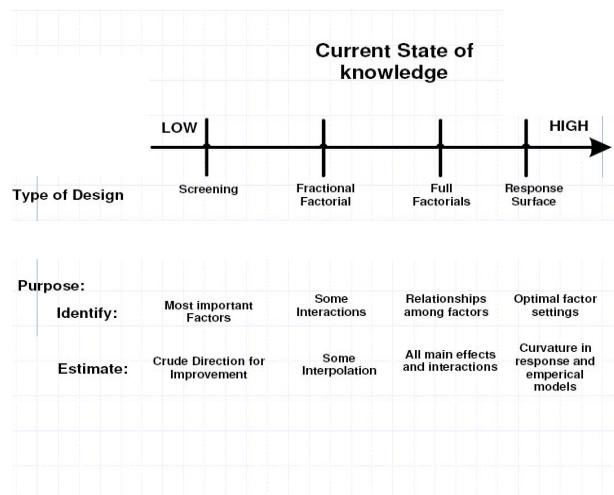 Current State of
knowledge
LOW
HIGH
Type of Design
Screening
Fractional
Factorial
Full
Factorials
Response
Surface
Purpose:
Identify:
Most important
Factors
Some
Interactions
Relationships
among factors
Optimal factor
settings
Estimate:
Crude Direction for
Improvement
Some
Interpolation
All main effects
and interactions
Curvature in
response and
emperical
models